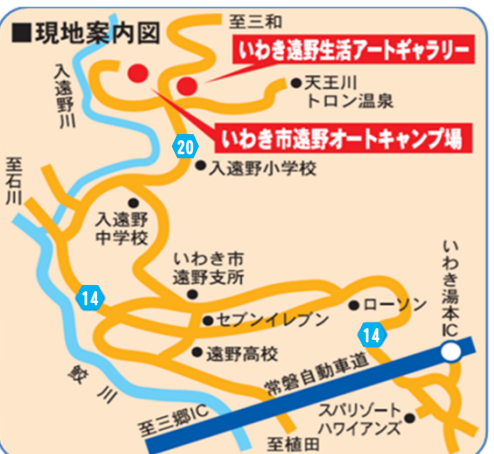 ■現地案内図
至三和
いわき遠野生活アートギャラリー
入遠野川
天王川
トロン温泉
いわき市遠野オートキャンプ場
20
入遠野小学校
至石川
入遠野
中学校
いわき市
遠野支所
いわき湯本IC
14
ローソン
セブンイレブン
14
遠野高校
常磐自動車道
鮫川
至三郷IC
スパリゾート
ハワイアンズ
至植田